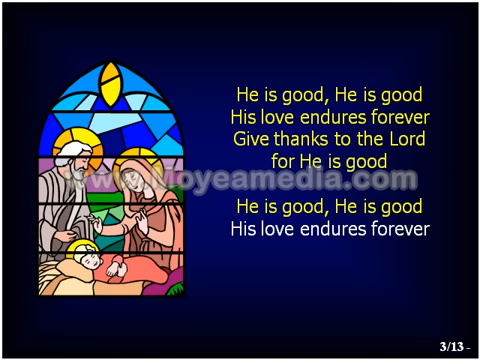 He is good, He is good
His love endures forever
Give thanks to the Lord
for He is good
www.Moyeamedia.com
He is good, He is good
His love endures forever
3/13 -